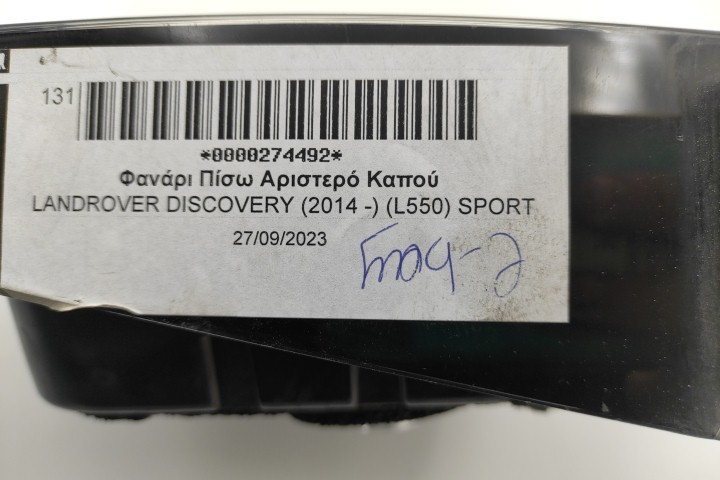 131
*0000274492*
Φανάρι Πίσω Αριστερό Καπού
LANDROVER DISCOVERY (2014 -) (L550) SPORT
27/09/2023